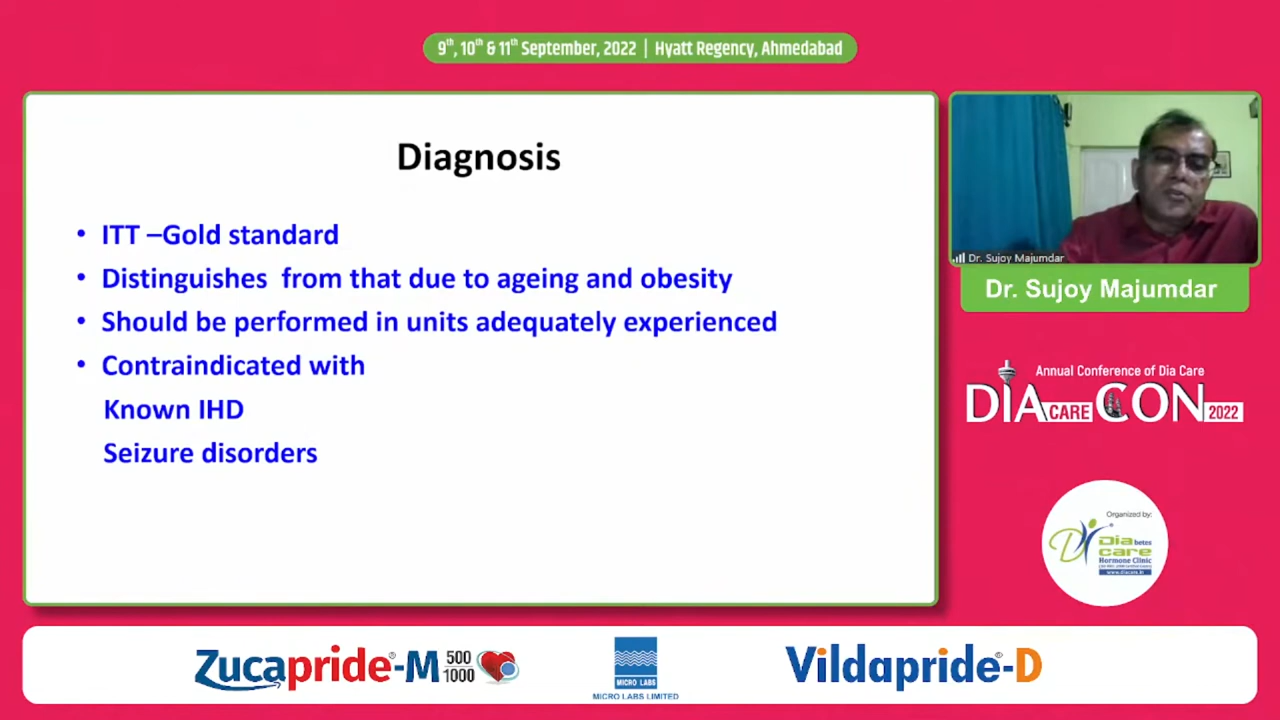 9th, 10th & 11th September, 2022 | Hyatt Regency, Ahmedabad
Diagnosis
• ITT –Gold standard
• Distinguishes from that due to ageing and obesity
• Should be performed in units adequately experienced
• Contraindicated with
Known IHD
Seizure disorders
Dr. Sujoy Majumdar
Dr. Sujoy Majumdar
Annual Conference of Dia Care
DIA CARE CON 2022
Organized by:
Diabetes
care
Hormone Clinic
www.diacare.in
Zucapride®-M 500
1000
MICRO LABS
MICRO LABS LIMITED
Vildapride®-D